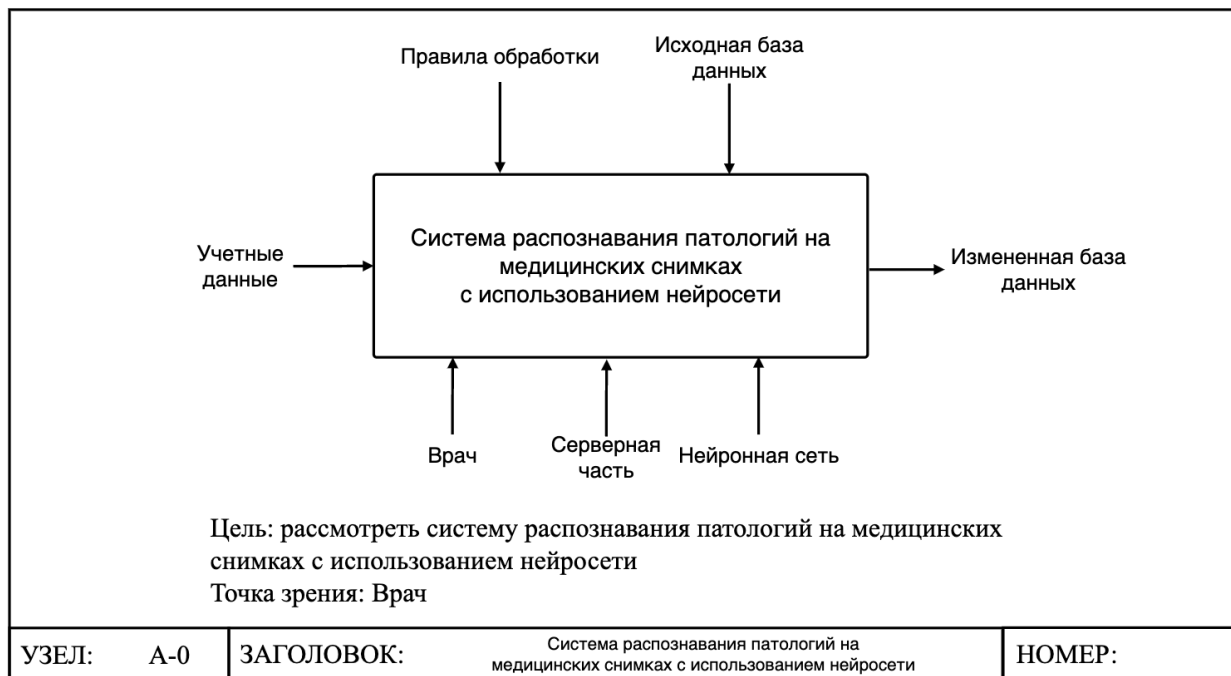 Правила обработки
Исходная база
данных
Учетные
данные
Система распознавания патологий на
медицинских снимках
с использованием нейросети
Измененная база
данных
Врач
Серверная
часть
Нейронная сеть
Цель: рассмотреть систему распознавания патологий на медицинских
снимках с использованием нейросети
Точка зрения: Врач
УЗЕЛ: А-0
ЗАГОЛОВОК:
Система распознавания патологий на
медицинских снимках с использованием нейросети
НОМЕР: